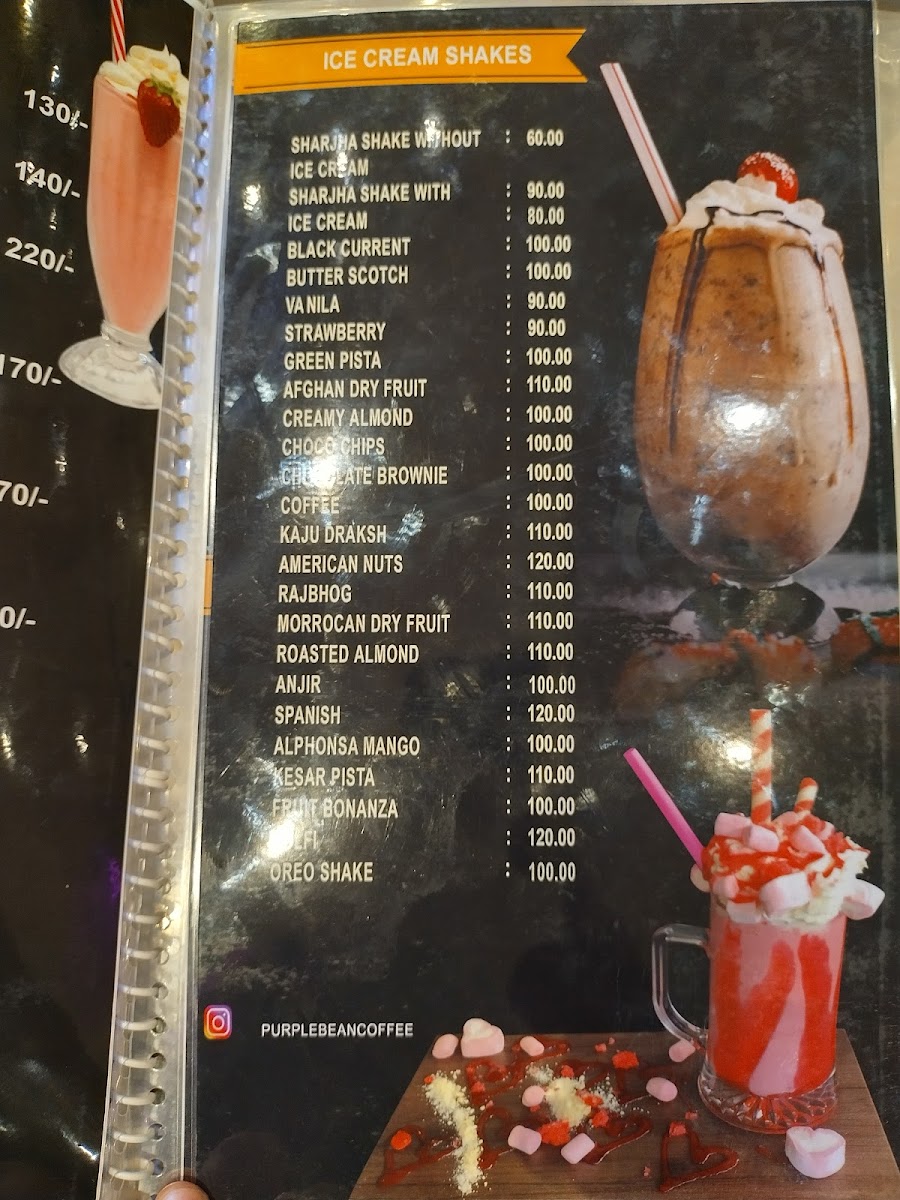 130/-
140/-
220/-
170/-
70/-
0/-
ICE CREAM SHAKES
SHARJHA SHAKE WITHOUT : 60.00
ICE CREAM
SHARJHA SHAKE WITH : 90.00
ICE CREAM : 80.00
BLACK CURRENT : 100.00
BUTTER SCOTCH : 100.00
VANILA : 90.00
STRAWBERRY : 90.00
GREEN PISTA : 100.00
AFGHAN DRY FRUIT : 110.00
CREAMY ALMOND : 100.00
CHOCO CHIPS : 100.00
CHOCOLATE BROWNIE : 100.00
COFFEE : 100.00
KAJU DRAKSH : 110.00
AMERICAN NUTS : 120.00
RAJBHOG : 110.00
MORROCAN DRY FRUIT : 110.00
ROASTED ALMOND : 110.00
ANJIR : 100.00
SPANISH : 120.00
ALPHONSA MANGO : 100.00
KESAR PISTA : 110.00
FRUIT BONANZA : 100.00
: 120.00
OREO SHAKE : 100.00
PURPLEBEANCOFFEE